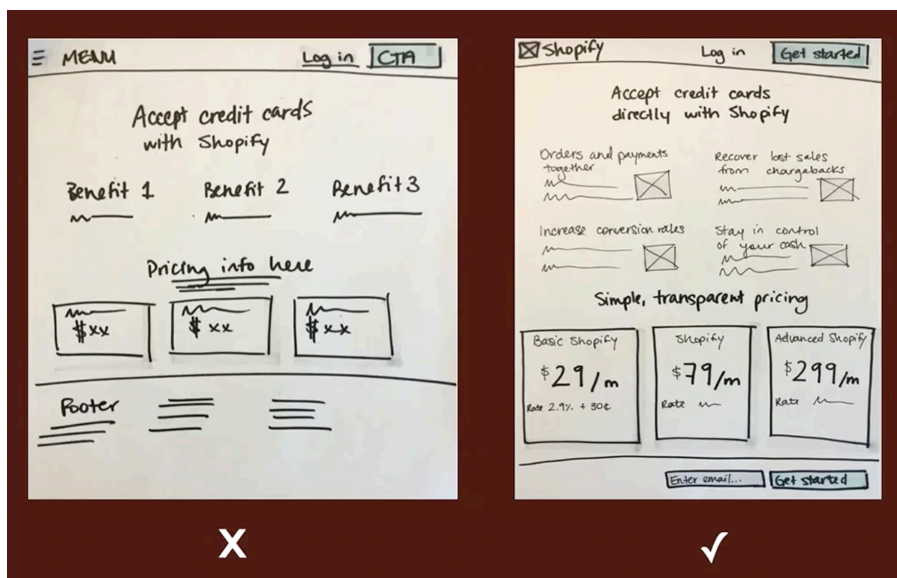 MENU
Log in
CTA
Accept credit cards
with Shopify
Benefit 1
Benefit 2
Benefit 3
Pricing info here
$xx
$xx
$xx
Footer
X
Shopify
Log in
Get started
Accept credit cards
directly with Shopify
Orders and payments
together
Recover lost sales
from chargebacks
Increase conversion rates
Stay in control
of your cash
Simple, transparent pricing
Basic Shopify
$29/m
Rate 2.9% + 30¢
Shopify
$79/m
Rate
Advanced Shopify
$299/m
Rate
Enter email...
Get started
✓